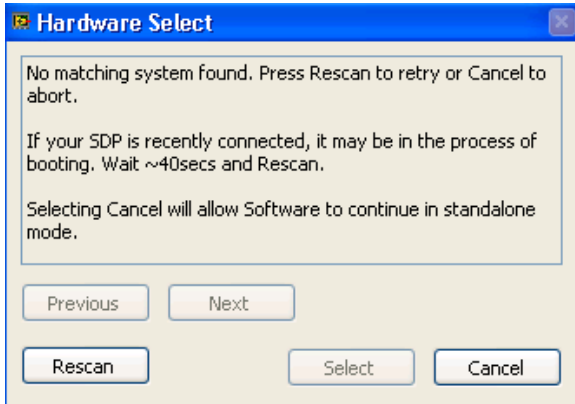 Hardware Select
No matching system found. Press Rescan to retry or Cancel to
abort.
If your SDP is recently connected, it may be in the process of
booting. Wait ~40secs and Rescan.
Selecting Cancel will allow Software to continue in standalone
mode.
Previous Next
Rescan Select Cancel